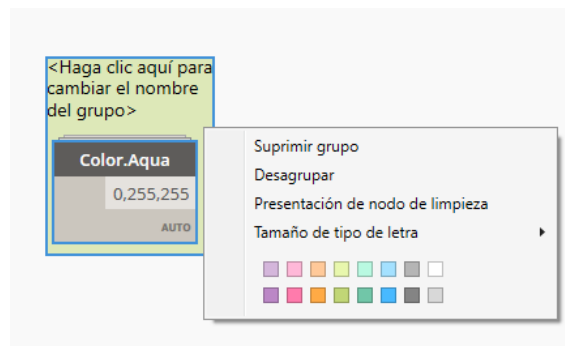 <Haga clic aquí para
cambiar el nombre
del grupo>
Color.Aqua
0,255,255
AUTO
Suprimir grupo
Desagrupar
Presentación de nodo de limpieza
Tamaño de tipo de letra